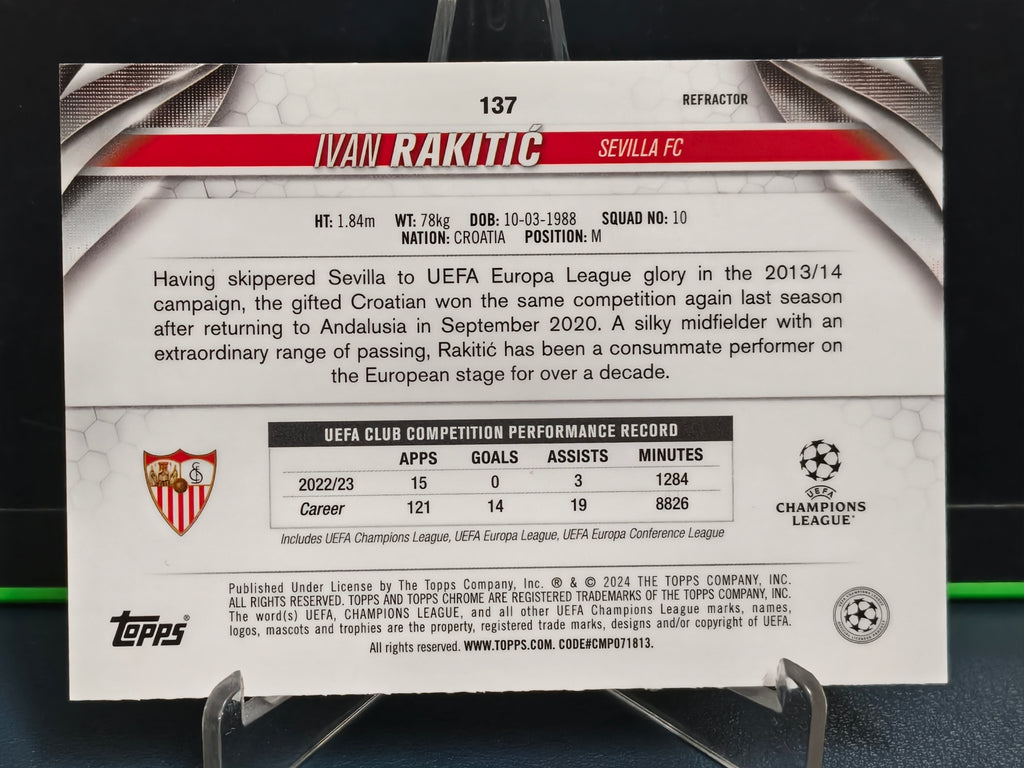 137
REFRACTOR
IVAN RAKITIĆ
SEVILLA FC
HT: 1.84m WT: 78kg DOB: 10-03-1988 SQUAD NO: 10
NATION: CROATIA POSITION: M
Having skippered Sevilla to UEFA Europa League glory in the 2013/14
campaign, the gifted Croatian won the same competition again last season
after returning to Andalusia in September 2020. A silky midfielder with an
extraordinary range of passing, Rakitić has been a consummate performer on
the European stage for over a decade.
UEFA CLUB COMPETITION PERFORMANCE RECORD
APPS GOALS ASSISTS MINUTES
2022/23 15 0 3 1284
Career 121 14 19 8826
Includes UEFA Champions League, UEFA Europa League, UEFA Europa Conference League
UEFA
CHAMPIONS
LEAGUE®
Published Under License by The Topps Company, Inc. ® & © 2024 THE TOPPS COMPANY, INC.
ALL RIGHTS RESERVED. TOPPS AND TOPPS CHROME ARE REGISTERED TRADEMARKS OF THE TOPPS COMPANY, INC.
The word(s) UEFA, CHAMPIONS LEAGUE, and all other UEFA Champions League marks, names,
logos, mascots and trophies are the property, registered trade marks, designs and/or copyright of UEFA.
All rights reserved. WWW.TOPPS.COM. CODE#CMP071813.
Topps®